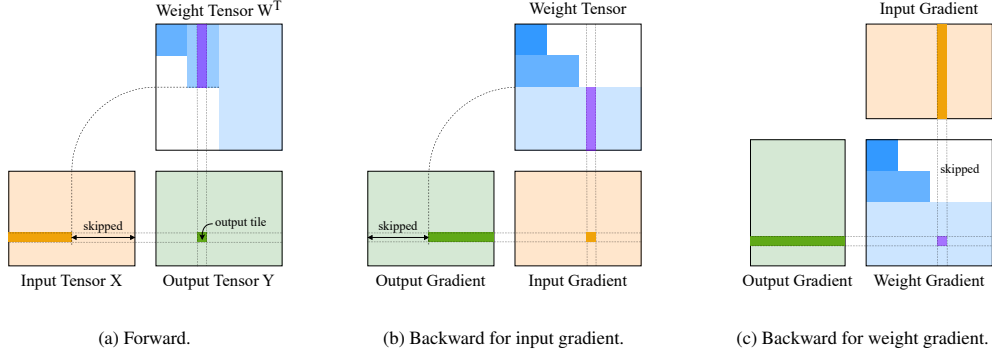 Weight Tensor Wᵀ
skipped
output tile
Input Tensor X
Output Tensor Y
(a) Forward.
Weight Tensor
skipped
Output Gradient
Input Gradient
(b) Backward for input gradient.
Input Gradient
skipped
Output Gradient
Weight Gradient
(c) Backward for weight gradient.